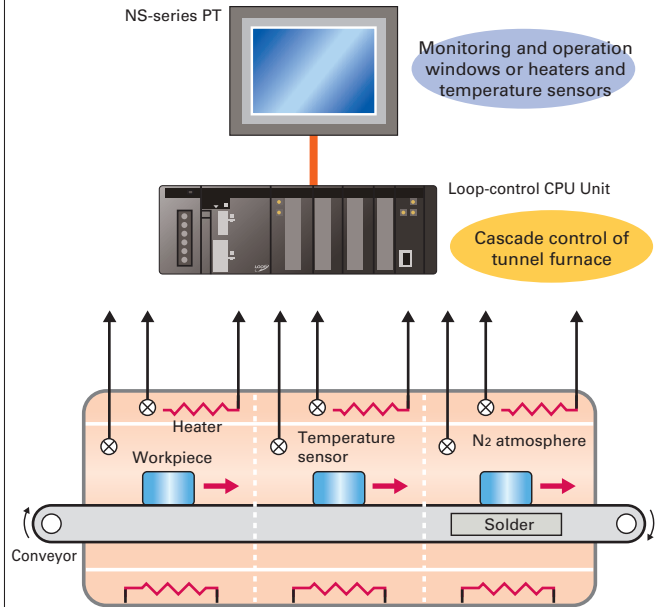 NS-series PT
Monitoring and operation
windows or heaters and
temperature sensors
Loop-control CPU Unit
Cascade control of
tunnel furnace
Heater
Temperature
sensor
N2 atmosphere
Workpiece
Solder
Conveyor